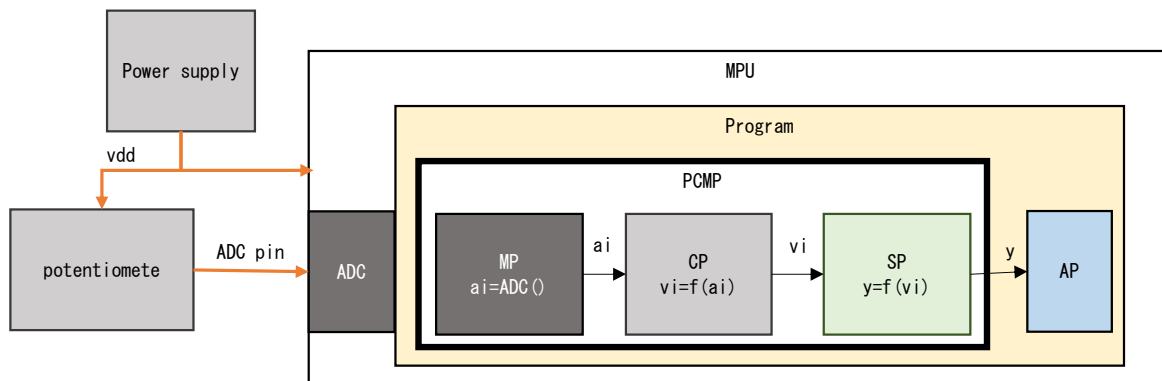 Power supply
MPU
Program
vdd
PCMP
potentiomete
ADC pin
ADC
MP
ai=ADC()
ai
CP
vi=f(ai)
vi
SP
y=f(vi)
y
AP